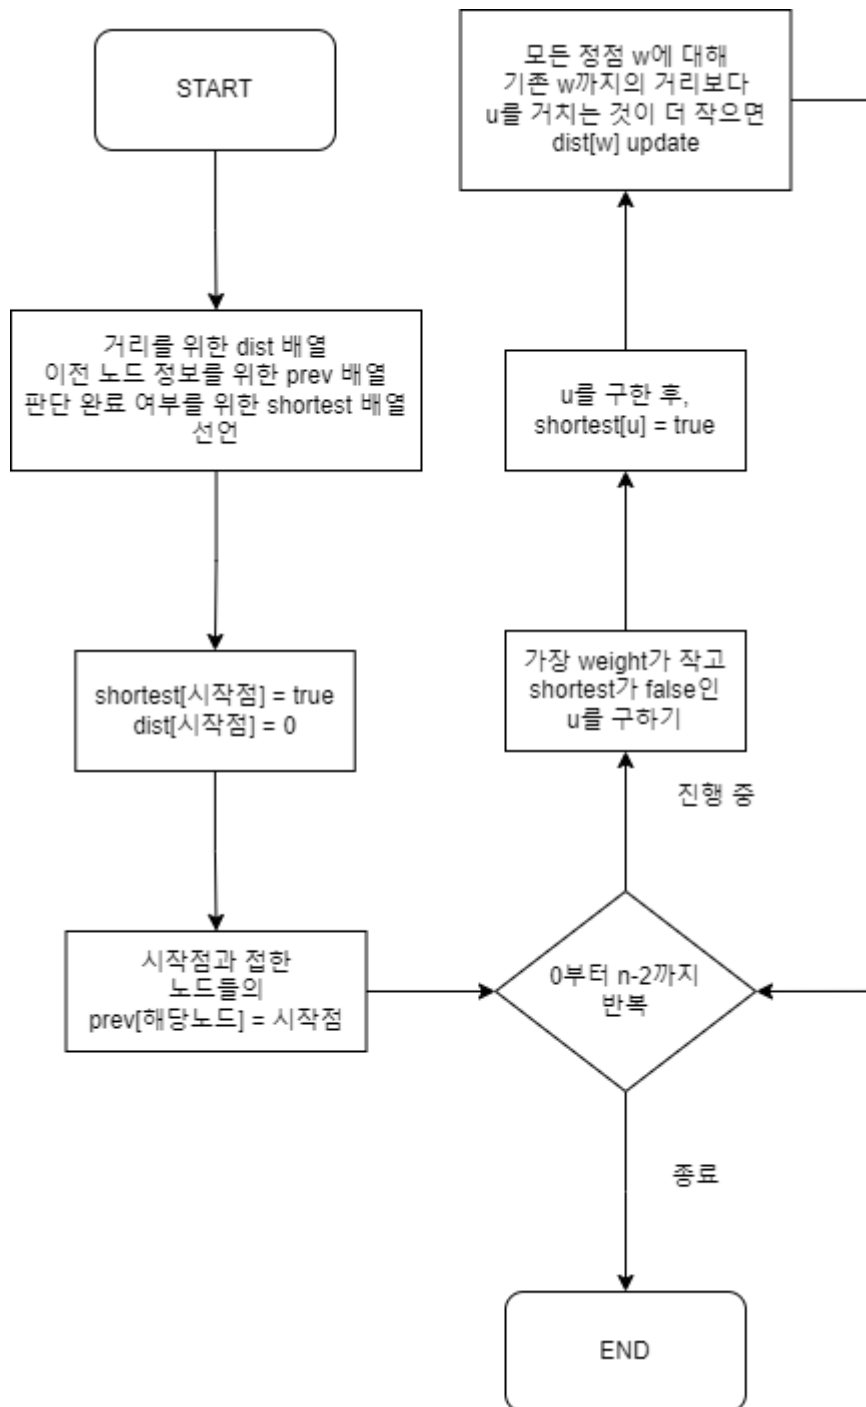 START
거리를 위한 dist 배열
이전 노드 정보를 위한 prev 배열
판단 완료 여부를 위한 shortest 배열
선언
shortest[시작점] = true
dist[시작점] = 0
시작점과 접한
노드들의
prev[해당노드] = 시작점
0부터 n-2까지
반복
진행 중
가장 weight가 작고
shortest가 false인
u를 구하기
u를 구한 후,
shortest[u] = true
모든 정점 w에 대해
기존 w까지의 거리보다
u를 거치는 것이 더 작으면
dist[w] update
종료
END